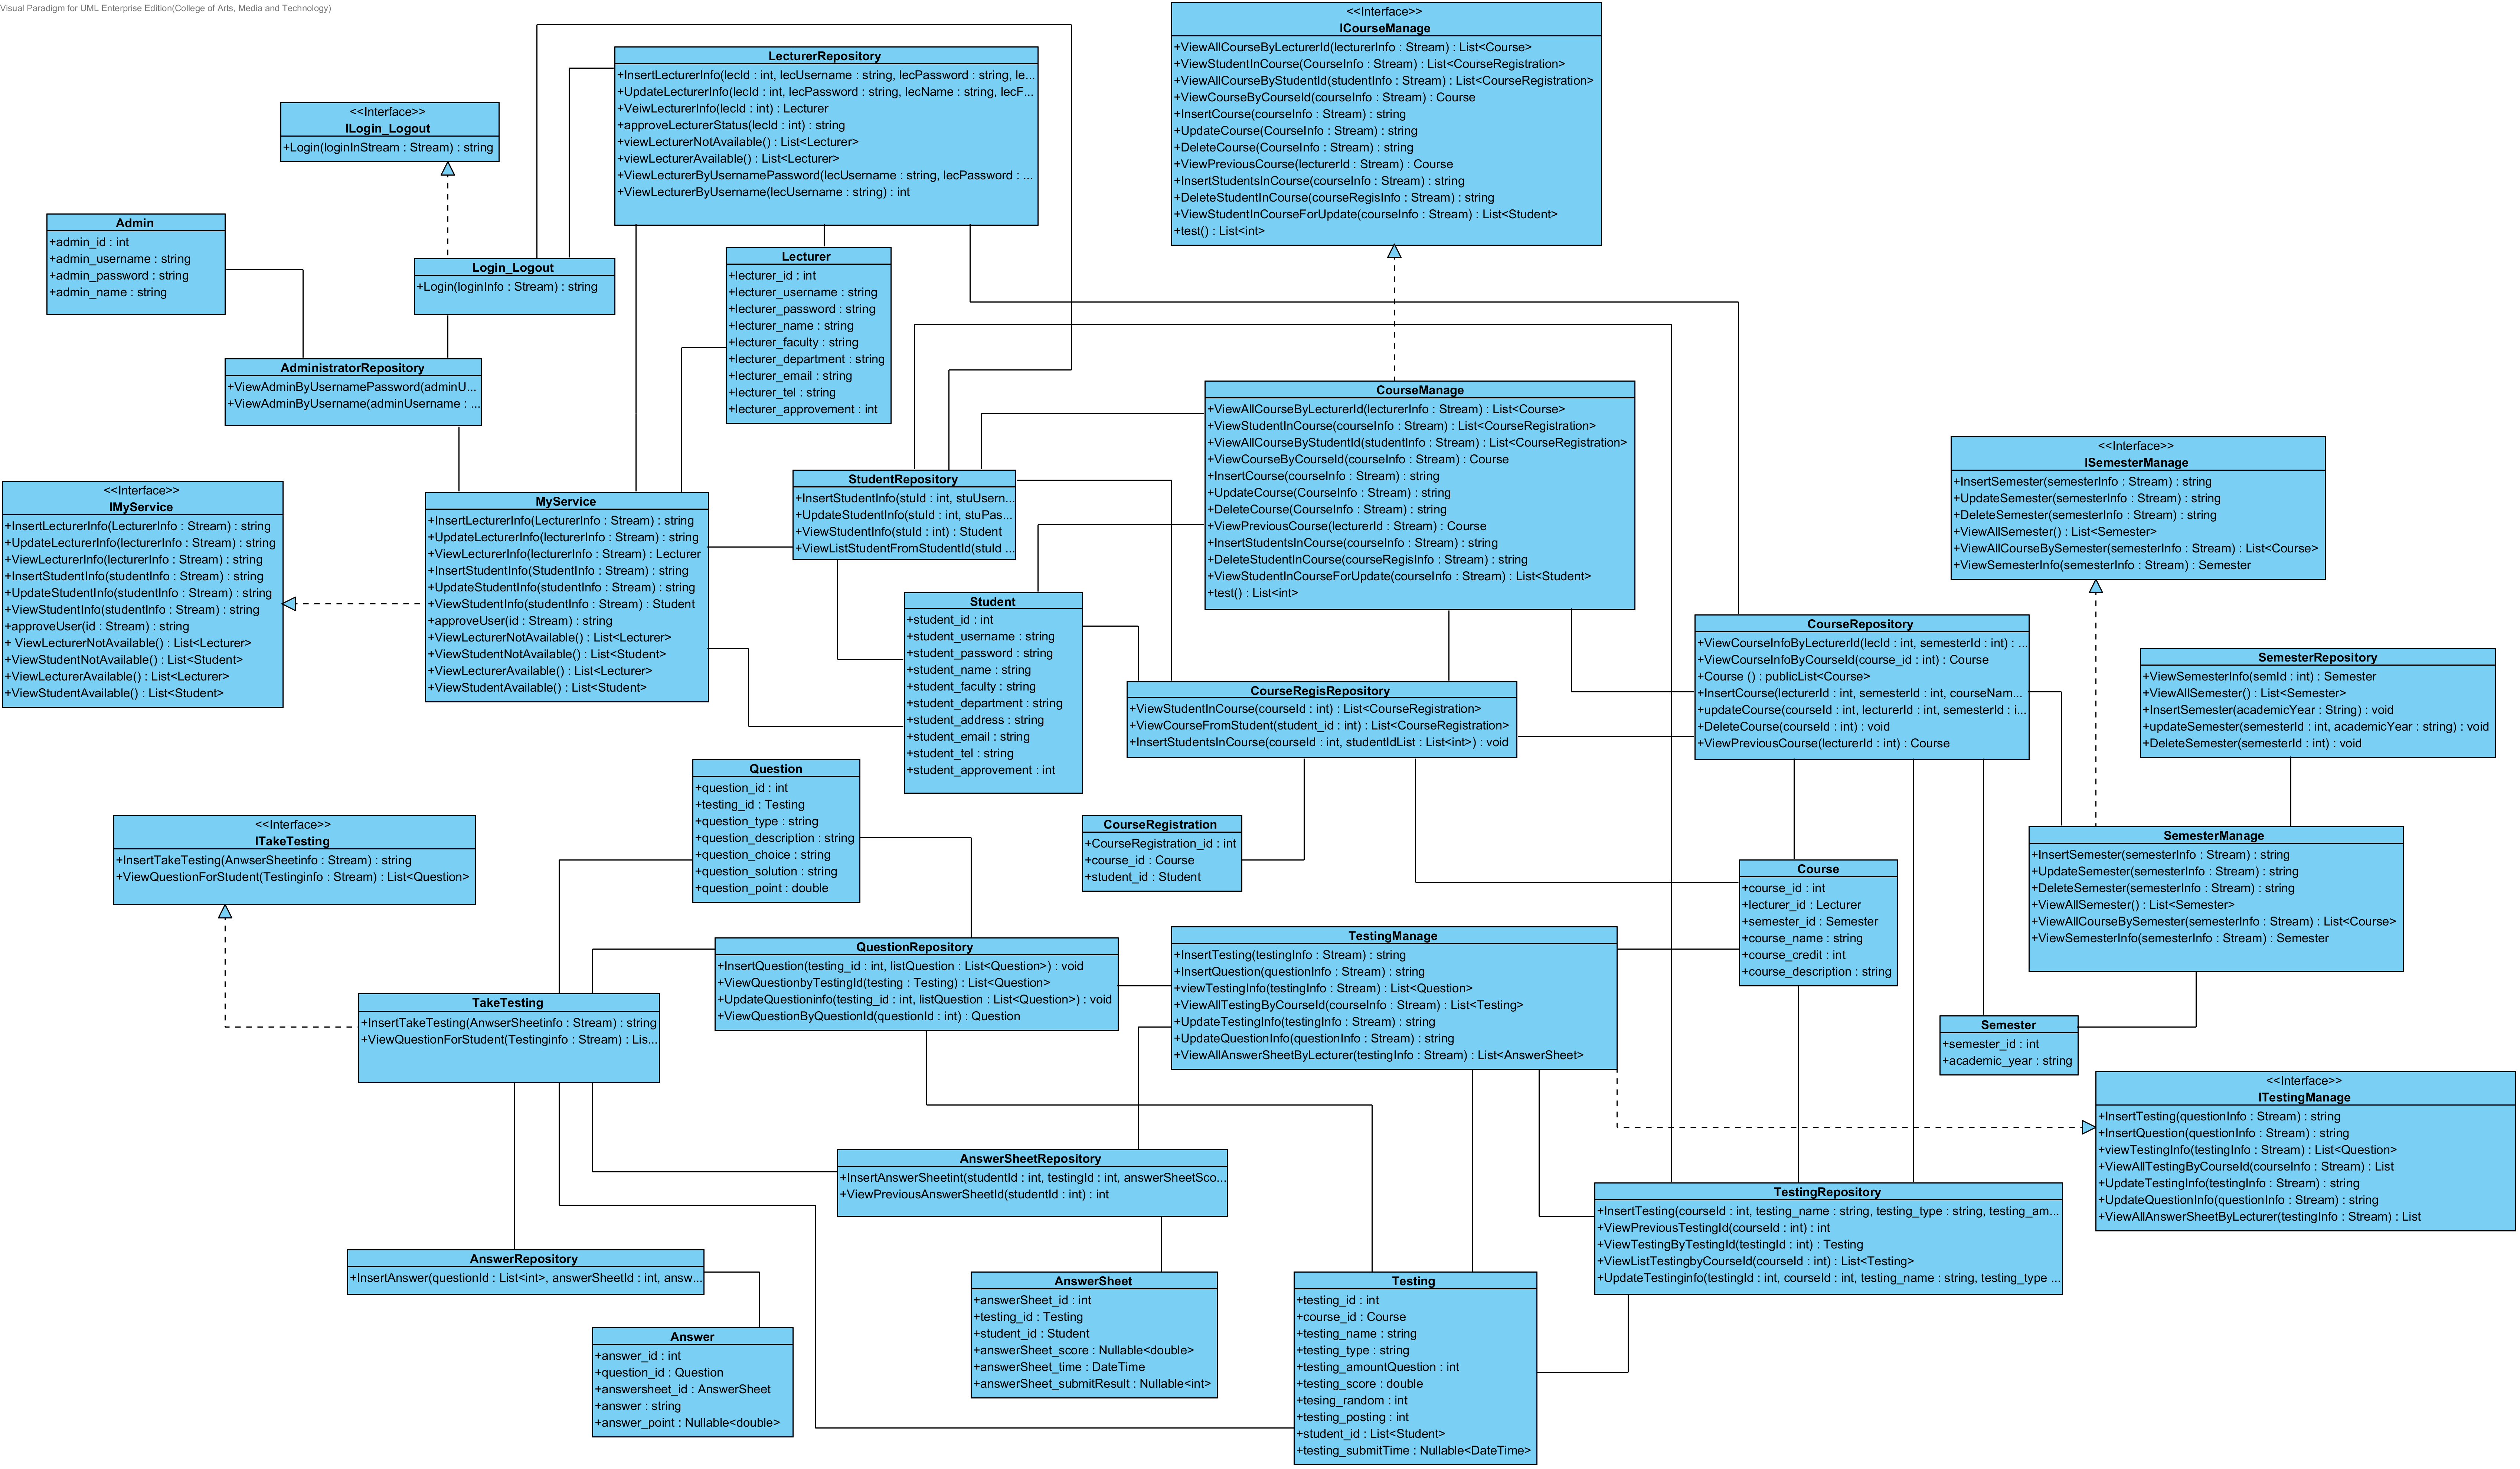 Visual Paradigm for UML Enterprise Edition(College of Arts, Media and Technology)
<<Interface>>
ICourseManage
+ViewAllCourseByLecturerId(lecturerInfo : Stream) : List<Course>
+ViewStudentInCourse(CourseInfo : Stream) : List<CourseRegistration>
+ViewAllCourseByStudentId(studentInfo : Stream) : List<CourseRegistration>
+ViewCourseByCourseId(courseInfo : Stream) : Course
+InsertCourse(courseInfo : Stream) : string
+UpdateCourse(CourseInfo : Stream) : string
+DeleteCourse(CourseInfo : Stream) : string
+ViewPreviousCourse(lecturerId : Stream) : Course
+InsertStudentsInCourse(courseInfo : Stream) : string
+DeleteStudentInCourse(courseRegisInfo : Stream) : string
+ViewStudentInCourseForUpdate(courseInfo : Stream) : List<Student>
+test() : List<int>
LecturerRepository
+InsertLecturerInfo(lecId : int, lecUsername : string, lecPassword : string, le...
+UpdateLecturerInfo(lecId : int, lecPassword : string, lecName : string, lecF...
+VeiwLecturerInfo(lecId : int) : Lecturer
+approveLecturerStatus(lecId : int) : string
+viewLecturerNotAvailable() : List<Lecturer>
+viewLecturerAvailable() : List<Lecturer>
+ViewLecturerByUsernamePassword(lecUsername : string, lecPassword : ...
+ViewLecturerByUsername(lecUsername : string) : int
<<Interface>>
ILogin_Logout
+Login(loginInStream : Stream) : string
Admin
+admin_id : int
+admin_username : string
+admin_password : string
+admin_name : string
Login_Logout
+Login(loginInfo : Stream) : string
Lecturer
+lecturer_id : int
+lecturer_username : string
+lecturer_password : string
+lecturer_name : string
+lecturer_faculty : string
+lecturer_department : string
+lecturer_email : string
+lecturer_tel : string
+lecturer_approvement : int
AdministratorRepository
+ViewAdminByUsernamePassword(adminU...
+ViewAdminByUsername(adminUsername : ...
CourseManage
+ViewAllCourseByLecturerId(lecturerInfo : Stream) : List<Course>
+ViewStudentInCourse(courseInfo : Stream) : List<CourseRegistration>
+ViewAllCourseByStudentId(studentInfo : Stream) : List<CourseRegistration>
+ViewCourseByCourseId(courseInfo : Stream) : Course
+InsertCourse(courseInfo : Stream) : string
+UpdateCourse(CourseInfo : Stream) : string
+DeleteCourse(CourseInfo : Stream) : string
+ViewPreviousCourse(lecturerId : Stream) : Course
+InsertStudentsInCourse(courseInfo : Stream) : string
+DeleteStudentInCourse(courseRegisInfo : Stream) : string
+ViewStudentInCourseForUpdate(courseInfo : Stream) : List<Student>
+test() : List<int>
<<Interface>>
ISemesterManage
+InsertSemester(semesterInfo : Stream) : string
+UpdateSemester(semesterInfo : Stream) : string
+DeleteSemester(semesterInfo : Stream) : string
+ViewAllSemester() : List<Semester>
+ViewAllCourseBySemester(semesterInfo : Stream) : List<Course>
+ViewSemesterInfo(semesterInfo : Stream) : Semester
StudentRepository
+InsertStudentInfo(stuId : int, stuUsern...
+UpdateStudentInfo(stuId : int, stuPas...
+ViewStudentInfo(stuId : int) : Student
+ViewListStudentFromStudentId(stuId ...
<<Interface>>
IMyService
+InsertLecturerInfo(LecturerInfo : Stream) : string
+UpdateLecturerInfo(lecturerInfo : Stream) : string
+ViewLecturerInfo(lecturerInfo : Stream) : string
+InsertStudentInfo(studentInfo : Stream) : string
+UpdateStudentInfo(studentInfo : Stream) : string
+ViewStudentInfo(studentInfo : Stream) : string
+approveUser(id : Stream) : string
+ ViewLecturerNotAvailable() : List<Lecturer>
+ViewStudentNotAvailable() : List<Student>
+ViewLecturerAvailable() : List<Lecturer>
+ViewStudentAvailable() : List<Student>
MyService
+InsertLecturerInfo(LecturerInfo : Stream) : string
+UpdateLecturerInfo(lecturerInfo : Stream) : string
+ViewLecturerInfo(lecturerInfo : Stream) : Lecturer
+InsertStudentInfo(StudentInfo : Stream) : string
+UpdateStudentInfo(studentInfo : Stream) : string
+ViewStudentInfo(studentInfo : Stream) : Student
+approveUser(id : Stream) : string
+ViewLecturerNotAvailable() : List<Lecturer>
+ViewStudentNotAvailable() : List<Student>
+ViewLecturerAvailable() : List<Lecturer>
+ViewStudentAvailable() : List<Student>
Student
+student_id : int
+student_username : string
+student_password : string
+student_name : string
+student_faculty : string
+student_department : string
+student_address : string
+student_email : string
+student_tel : string
+student_approvement : int
CourseRepository
+ViewCourseInfoByLecturerId(lecId : int, semesterId : int) : ...
+ViewCourseInfoByCourseId(course_id : int) : Course
+Course () : publicList<Course>
+InsertCourse(lecturerId : int, semesterId : int, courseNam...
+updateCourse(courseId : int, lecturerId : int, semesterId : i...
+DeleteCourse(courseId : int) : void
+ViewPreviousCourse(lecturerId : int) : Course
SemesterRepository
+ViewSemesterInfo(semId : int) : Semester
+ViewAllSemester() : List<Semester>
+InsertSemester(academicYear : String) : void
+updateSemester(semesterId : int, academicYear : string) : void
+DeleteSemester(semesterId : int) : void
CourseRegisRepository
+ViewStudentInCourse(courseId : int) : List<CourseRegistration>
+ViewCourseFromStudent(student_id : int) : List<CourseRegistration>
+InsertStudentsInCourse(courseId : int, studentIdList : List<int>) : void
Question
+question_id : int
+testing_id : Testing
+question_type : string
+question_description : string
+question_choice : string
+question_solution : string
+question_point : double
<<Interface>>
ITakeTesting
+InsertTakeTesting(AnwserSheetinfo : Stream) : string
+ViewQuestionForStudent(Testinginfo : Stream) : List<Question>
CourseRegistration
+CourseRegistration_id : int
+course_id : Course
+student_id : Student
SemesterManage
+InsertSemester(semesterInfo : Stream) : string
+UpdateSemester(semesterInfo : Stream) : string
+DeleteSemester(semesterInfo : Stream) : string
+ViewAllSemester() : List<Semester>
+ViewAllCourseBySemester(semesterInfo : Stream) : List<Course>
+ViewSemesterInfo(semesterInfo : Stream) : Semester
Course
+course_id : int
+lecturer_id : Lecturer
+semester_id : Semester
+course_name : string
+course_credit : int
+course_description : string
QuestionRepository
+InsertQuestion(testing_id : int, listQuestion : List<Question>) : void
+ViewQuestionbyTestingId(testing : Testing) : List<Question>
+UpdateQuestioninfo(testing_id : int, listQuestion : List<Question>) : void
+ViewQuestionByQuestionId(questionId : int) : Question
TestingManage
+InsertTesting(testingInfo : Stream) : string
+InsertQuestion(questionInfo : Stream) : string
+viewTestingInfo(testingInfo : Stream) : List<Question>
+ViewAllTestingByCourseId(courseInfo : Stream) : List<Testing>
+UpdateTestingInfo(testingInfo : Stream) : string
+UpdateQuestionInfo(questionInfo : Stream) : string
+ViewAllAnswerSheetByLecturer(testingInfo : Stream) : List<AnswerSheet>
TakeTesting
+InsertTakeTesting(AnwserSheetinfo : Stream) : string
+ViewQuestionForStudent(Testinginfo : Stream) : Lis...
Semester
+semester_id : int
+academic_year : string
<<Interface>>
ITestingManage
+InsertTesting(questionInfo : Stream) : string
+InsertQuestion(questionInfo : Stream) : string
+viewTestingInfo(testingInfo : Stream) : List<Question>
+ViewAllTestingByCourseId(courseInfo : Stream) : List
+UpdateTestingInfo(testingInfo : Stream) : string
+UpdateQuestionInfo(questionInfo : Stream) : string
+ViewAllAnswerSheetByLecturer(testingInfo : Stream) : List
AnswerSheetRepository
+InsertAnswerSheetint(studentId : int, testingId : int, answerSheetSco...
+ViewPreviousAnswerSheetId(studentId : int) : int
TestingRepository
+InsertTesting(courseId : int, testing_name : string, testing_type : string, testing_am...
+ViewPreviousTestingId(courseId : int) : int
+ViewTestingByTestingId(testingId : int) : Testing
+ViewListTestingbyCourseId(courseId : int) : List<Testing>
+UpdateTestinginfo(testingId : int, courseId : int, testing_name : string, testing_type ...
AnswerRepository
+InsertAnswer(questionId : List<int>, answerSheetId : int, answ...
AnswerSheet
+answerSheet_id : int
+testing_id : Testing
+student_id : Student
+answerSheet_score : Nullable<double>
+answerSheet_time : DateTime
+answerSheet_submitResult : Nullable<int>
Testing
+testing_id : int
+course_id : Course
+testing_name : string
+testing_type : string
+testing_amountQuestion : int
+testing_score : double
+tesing_random : int
+testing_posting : int
+student_id : List<Student>
+testing_submitTime : Nullable<DateTime>
Answer
+answer_id : int
+question_id : Question
+answersheet_id : AnswerSheet
+answer : string
+answer_point : Nullable<double>